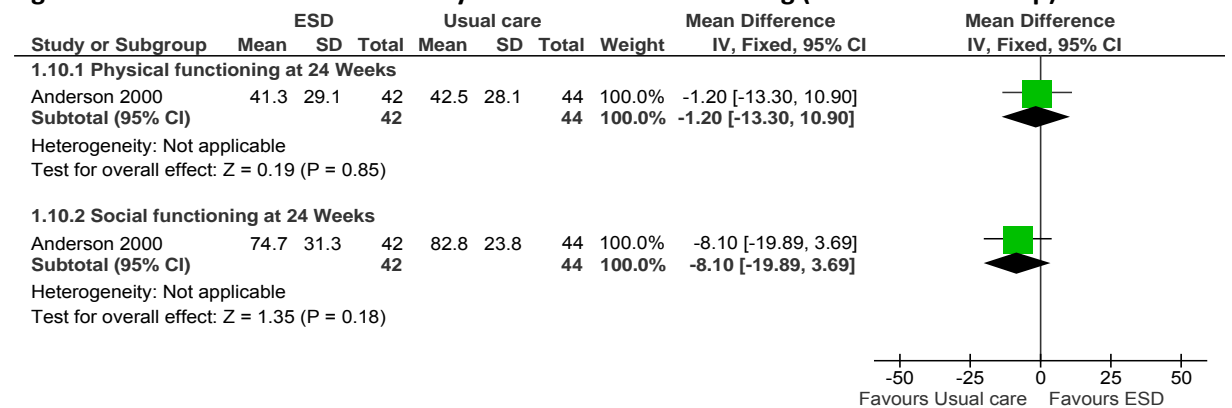 ESD Usual care Mean Difference Mean Difference
Study or Subgroup Mean SD Total Mean SD Total Weight IV, Fixed, 95% CI IV, Fixed, 95% CI
1.10.1 Physical functioning at 24 Weeks
Anderson 2000 41.3 29.1 42 42.5 28.1 44 100.0% -1.20 [-13.30, 10.90]
Subtotal (95% CI) 42 44 100.0% -1.20 [-13.30, 10.90]
Heterogeneity: Not applicable
Test for overall effect: Z = 0.19 (P = 0.85)
1.10.2 Social functioning at 24 Weeks
Anderson 2000 74.7 31.3 42 82.8 23.8 44 100.0% -8.10 [-19.89, 3.69]
Subtotal (95% CI) 42 44 100.0% -8.10 [-19.89, 3.69]
Heterogeneity: Not applicable
Test for overall effect: Z = 1.35 (P = 0.18)
-50 -25 0 25 50
Favours Usual care Favours ESD